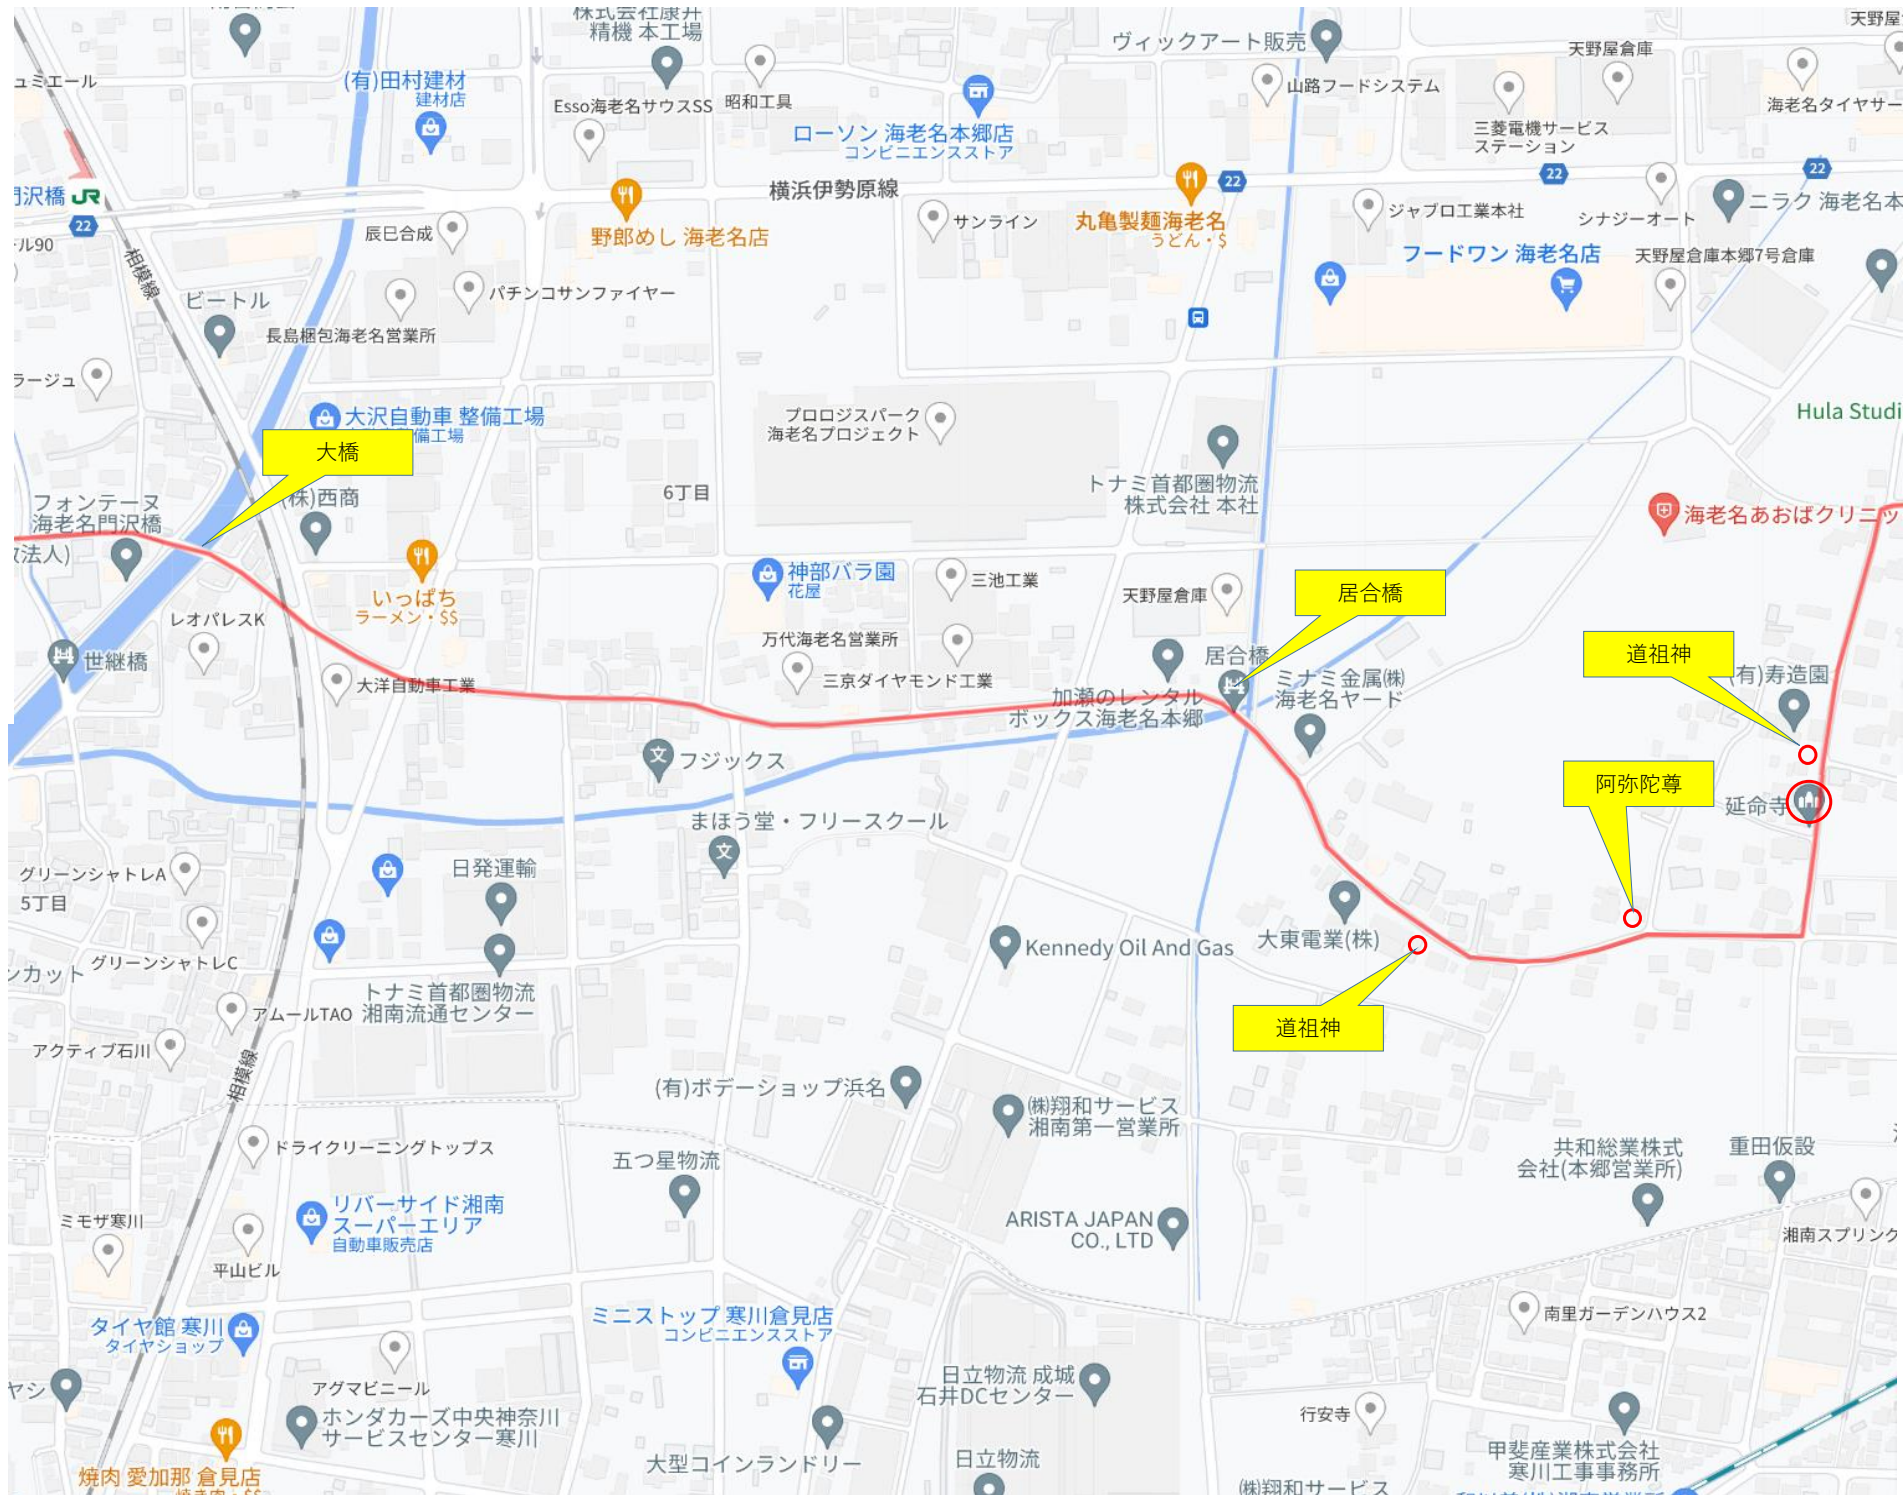 株式会社康井
精機 本工場
ヴィックアート販売
天野屋倉庫
天野屋
ュミエール
(有)田村建材
建材店
Esso海老名サウスSS
昭和工具
ローソン 海老名本郷店
コンビニエンスストア
山路フードシステム
三菱電機サービス
ステーション
海老名タイヤサー
門沢橋 JR
22
横浜伊勢原線
22
22
22
ル90
辰巳合成
野郎めし 海老名店
サンライン
丸亀製麺海老名
うどん・$
ジャブロ工業本社
シナジーオート
ニラク 海老名本
フードワン 海老名店
天野屋倉庫本郷7号倉庫
相模線
ビートル
パチンコサンファイヤー
長島梱包海老名営業所
ラージュ
大沢自動車 整備工場
備工場
プロロジスパーク
海老名プロジェクト
Hula Studi
大橋
6丁目
トナミ首都圏物流
株式会社 本社
フォンテーヌ
海老名門沢橋
法人)
(株)西商
海老名あおばクリニッ
いっぱち
ラーメン・$$
神部バラ園
花屋
三池工業
天野屋倉庫
居合橋
レオパレスK
世継橋
万代海老名営業所
三京ダイヤモンド工業
居合橋
ミナミ金属㈱
海老名ヤード
道祖神
(有)寿造園
大洋自動車工業
加瀬のレンタル
ボックス海老名本郷
フジックス
阿弥陀尊
延命寺
まほう堂・フリースクール
グリーンシャトレA
5丁目
日発運輸
グリーンシャトレC
ンカット
Kennedy Oil And Gas
大東電業(株)
トナミ首都圏物流
湘南流通センター
アムールTAO
道祖神
アクティブ石川
相模線
(有)ボデーショップ浜名
㈱翔和サービス
湘南第一営業所
ドライクリーニングトップス
五つ星物流
共和総業株式
会社(本郷営業所)
重田仮設
リバーサイド湘南
スーパーエリア
自動車販売店
ミモザ寒川
平山ビル
ARISTA JAPAN
CO., LTD
湘南スプリング
タイヤ館 寒川
タイヤショップ
ミニストップ 寒川倉見店
コンビニエンスストア
南里ガーデンハウス2
ヤシ
アグマビニール
日立物流 成城
石井DCセンター
ホンダカーズ中央神奈川
サービスセンター寒川
行安寺
焼肉 愛加那 倉見店
大型コインランドリー
日立物流
甲斐産業株式会社
寒川工事事務所
㈱翔和サービス